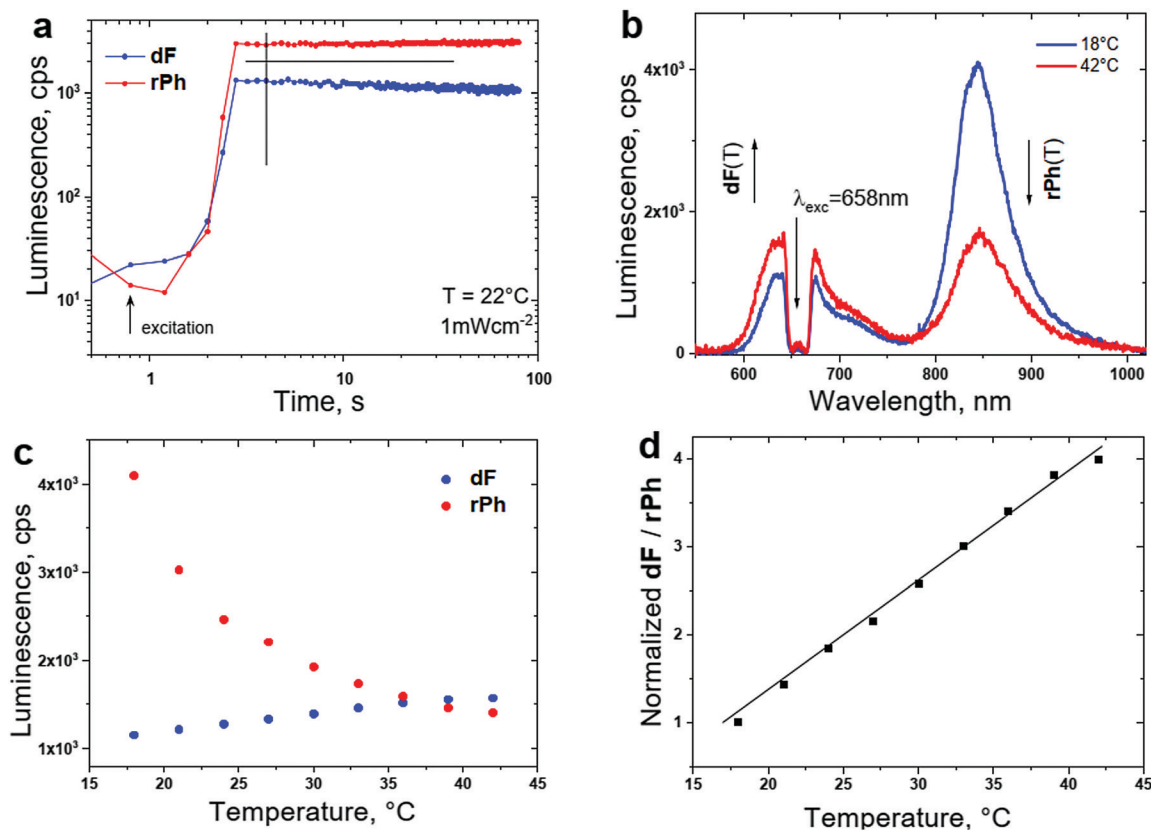 a
dF
rPh
Luminescence, cps
10³
10²
10¹
excitation
T = 22°C
1mWcm⁻²
1
10
100
Time, s
b
18°C
42°C
4x10³
2x10³
0
Luminescence, cps
dF(T)
λexc=658nm
rPh(T)
600
700
800
900
1000
Wavelength, nm
c
dF
rPh
4x10³
3x10³
2x10³
1x10³
Luminescence, cps
15
20
25
30
35
40
45
Temperature, °C
d
4
3
2
1
Normalized dF / rPh
15
20
25
30
35
40
45
Temperature, °C